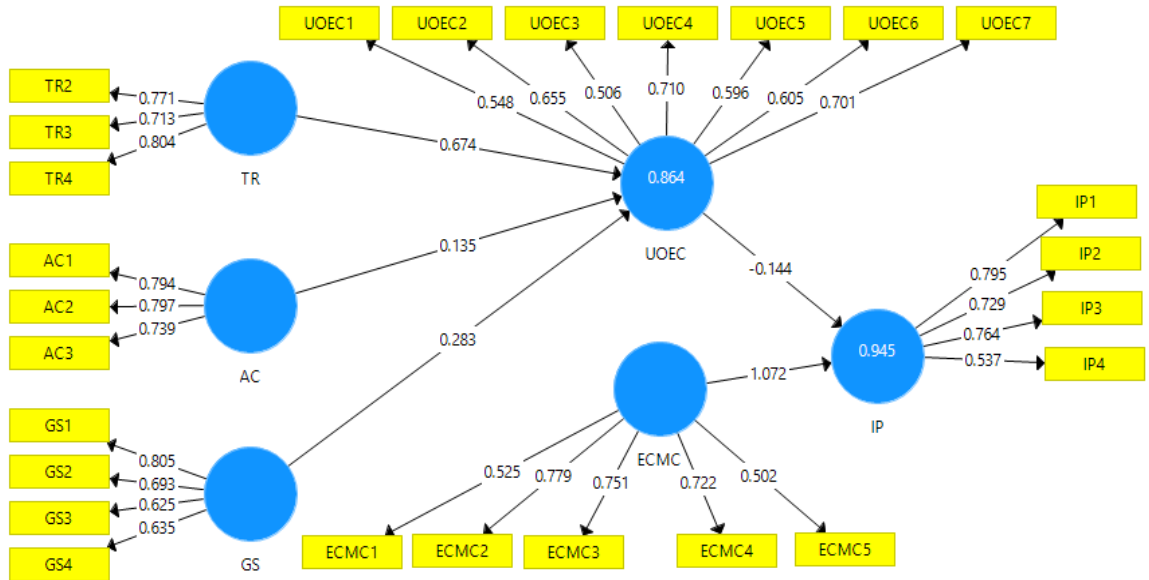 UOEC1 UOEC2 UOEC3 UOEC4 UOEC5 UOEC6 UOEC7
0.548 0.655 0.506 0.710 0.596 0.605 0.701
TR2
TR3
TR4
0.771
0.713
0.804
TR
0.674
0.864
UOEC
AC1
AC2
AC3
0.794
0.797
0.739
AC
0.135
-0.144
IP1
IP2
IP3
IP4
0.795
0.729
0.764
0.537
0.945
IP
GS1
GS2
GS3
GS4
0.805
0.693
0.625
0.635
GS
0.283
1.072
ECMC
0.525 0.779 0.751 0.722 0.502
ECMC1 ECMC2 ECMC3 ECMC4 ECMC5